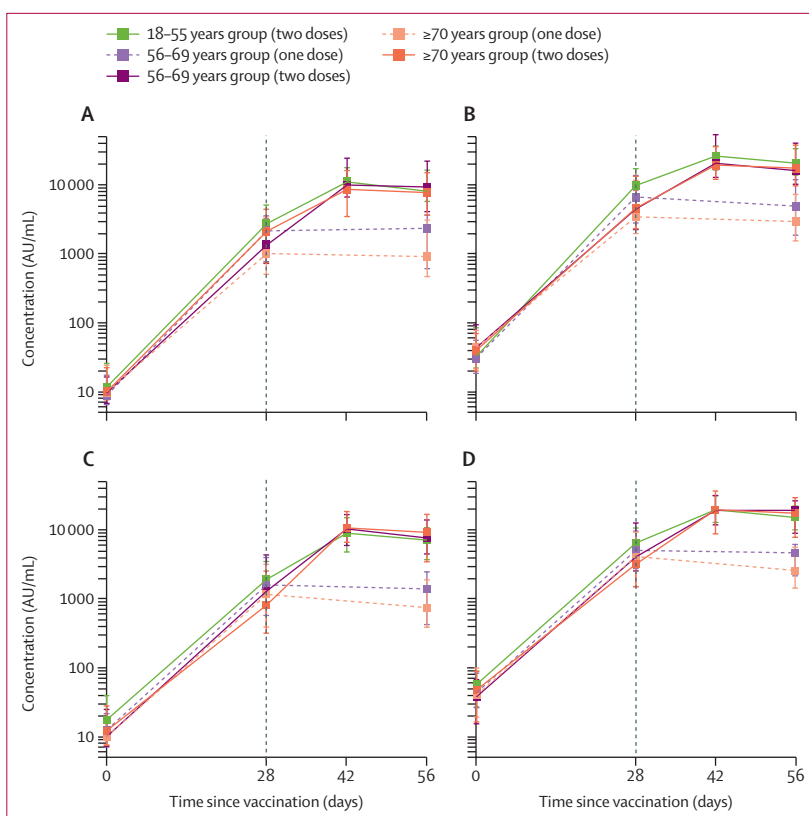 18–55 years group (two doses)
56–69 years group (one dose)
56–69 years group (two doses)
≥70 years group (one dose)
≥70 years group (two doses)
A
B
Concentration (AU/mL)
10 000
1000
100
10
C
D
Concentration (AU/mL)
10 000
1000
100
10
0
28
42
56
0
28
42
56
Time since vaccination (days)
Time since vaccination (days)